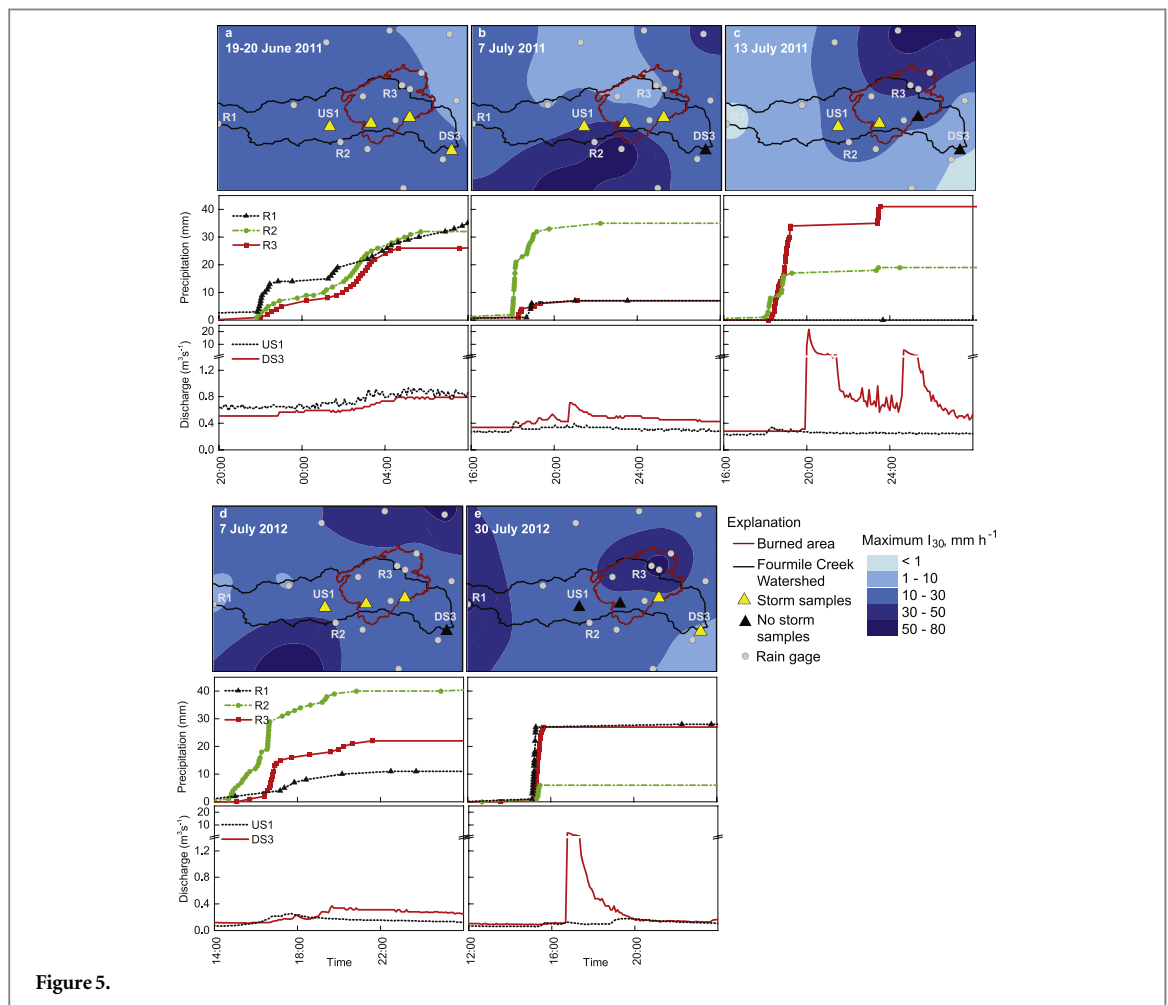 a
19-20 June 2011
R1
US1
R2
R3
DS3
b
7 July 2011
R1
US1
R2
R3
DS3
c
13 July 2011
US1
R2
R3
DS3
Precipitation (mm)
40
30
20
10
0
R1
R2
R3
Discharge (m³s⁻¹)
20
10
1.2
0.8
0.4
0.0
US1
DS3
20:00
00:00
04:00
16:00
20:00
24:00
16:00
20:00
24:00
d
7 July 2012
R1
US1
R2
R3
DS3
e
30 July 2012
R1
US1
R2
R3
DS3
Explanation
Burned area
Fourmile Creek
Watershed
Storm samples
No storm
samples
Rain gage
Maximum I₃₀, mm h⁻¹
< 1
1 - 10
10 - 30
30 - 50
50 - 80
Precipitation (mm)
40
30
20
10
0
R1
R2
R3
Discharge (m³s⁻¹)
20
10
1.2
0.8
0.4
0.0
US1
DS3
14:00
18:00
22:00
Time
12:00
16:00
20:00
Time
Figure 5.